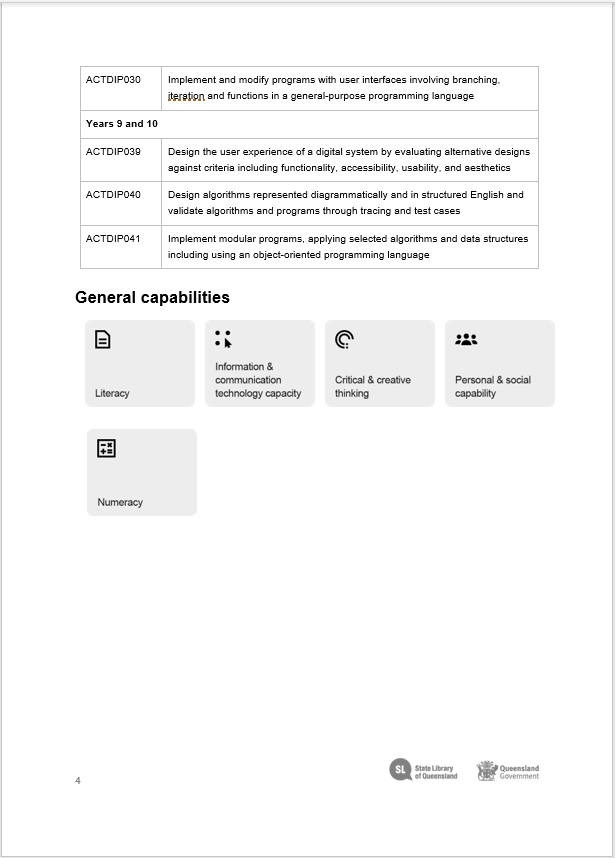 ACTDIP030
Implement and modify programs with user interfaces involving branching,
iteration and functions in a general-purpose programming language
Years 9 and 10
ACTDIP039
Design the user experience of a digital system by evaluating alternative designs
against criteria including functionality, accessibility, usability, and aesthetics
ACTDIP040
Design algorithms represented diagrammatically and in structured English and
validate algorithms and programs through tracing and test cases
ACTDIP041
Implement modular programs, applying selected algorithms and data structures
including using an object-oriented programming language
General capabilities
Literacy
Information &
communication
technology capacity
Critical & creative
thinking
Personal & social
capability
Numeracy
4
SL
State Library
of Queensland
Queensland
Government